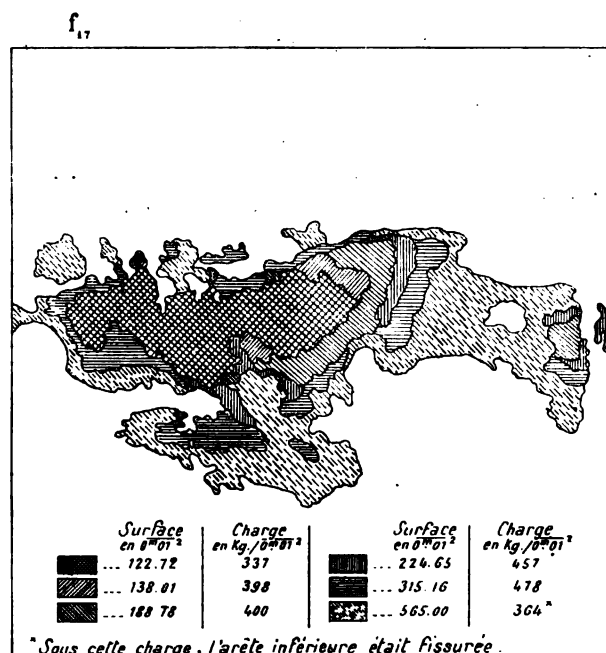 f₁₇
Surface Charge Surface Charge
en 0ᵐ01² en Kg./0ᵐ01² en 0ᵐ01² en Kg./0ᵐ01²
... 122.72 337 ... 224.65 457
... 138.01 398 ... 315.16 478
... 188 78 400 ... 565.00 364ˣ
ˣ Sous cette charge, l'arête inférieure était fissurée.